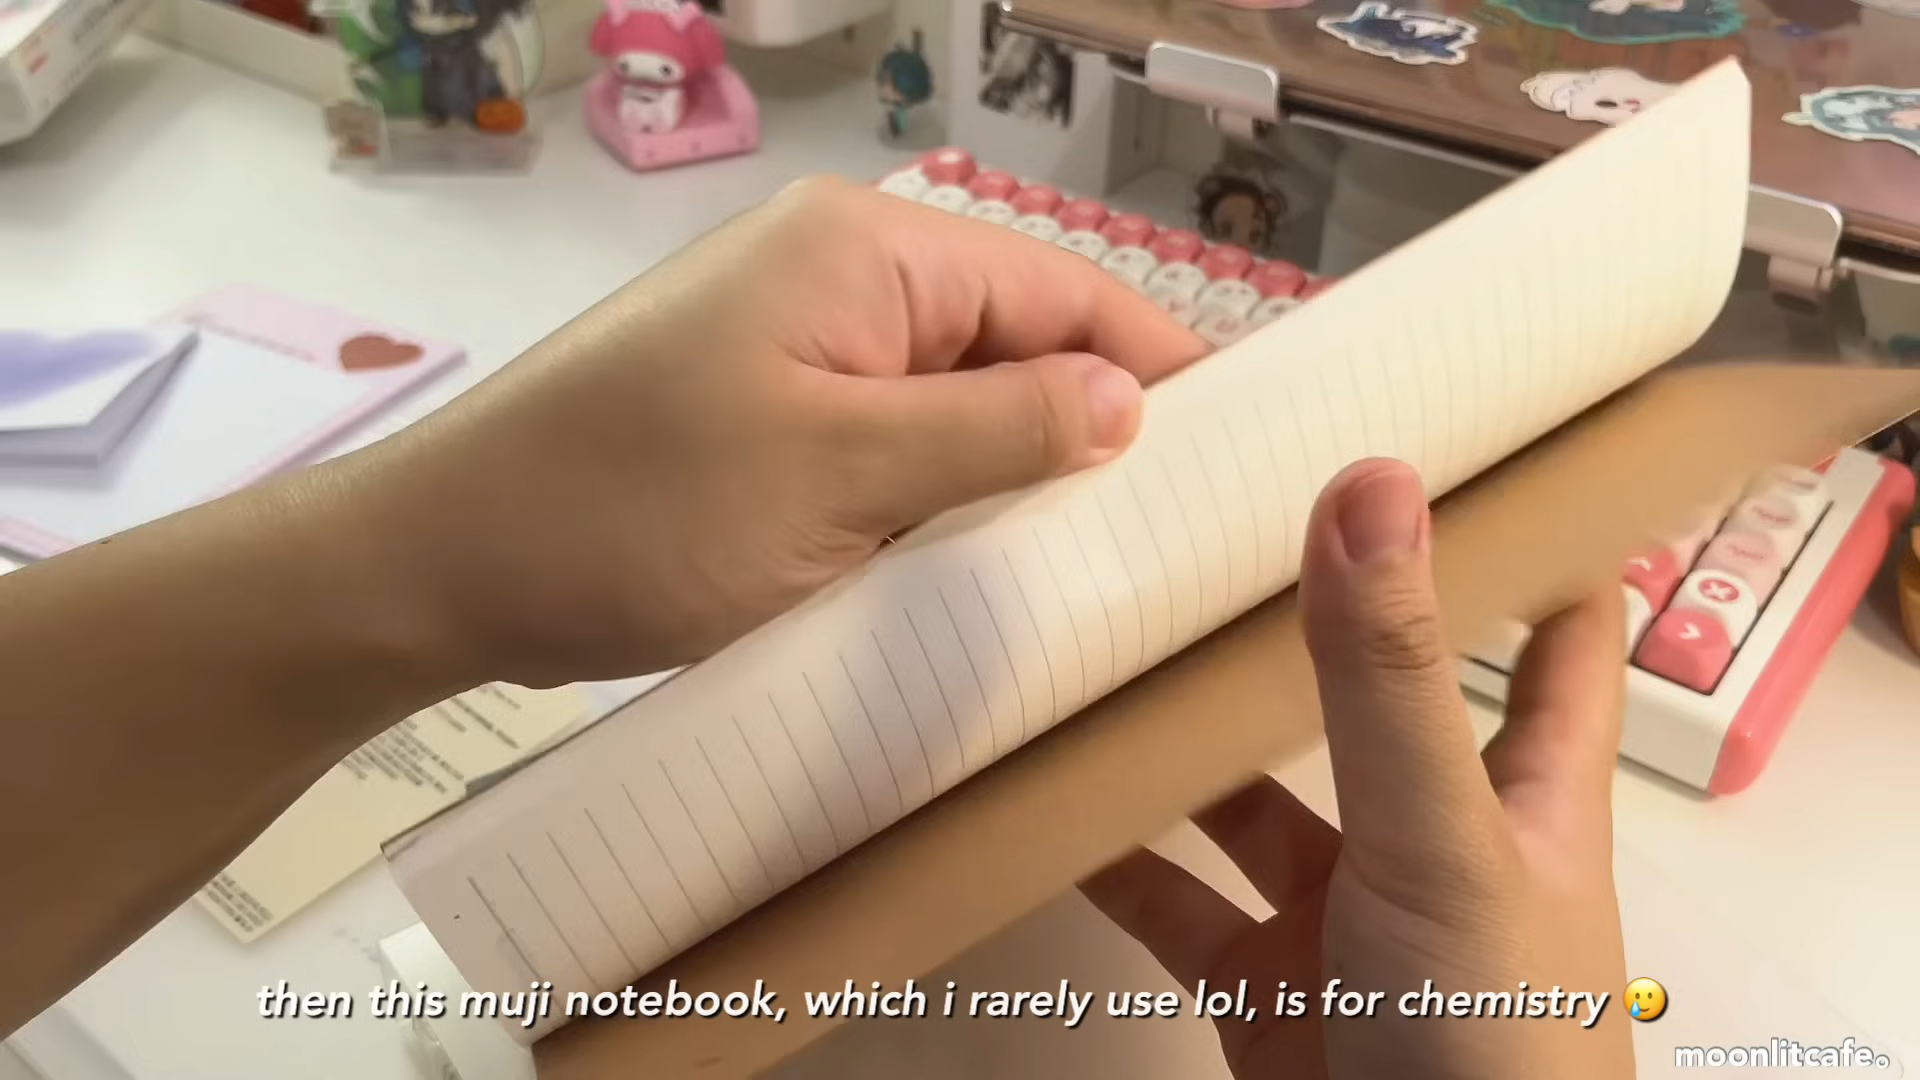 then this muji notebook, which i rarely use lol, is for chemistry 🥲
moonlitcafe.